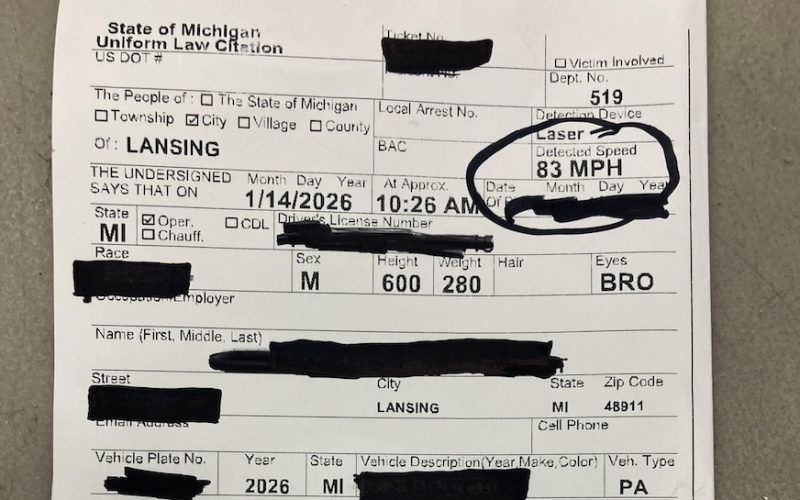 State of Michigan
Uniform Law Citation
US DOT #
Ticket No.
Victim Involved
Dept. No.
519
The People of : The State of Michigan
Township City Village County
Of : LANSING
Local Arrest No.
BAC
Detection Device
Laser
Detected Speed
83 MPH
THE UNDERSIGNED
SAYS THAT ON
Month Day Year
1/14/2026
At Approx.
10:26 AM
Date
Of
Month Day Year
State
MI
Oper.
Chauff.
CDL
Driver's License Number
Race
Sex
M
Height
600
Weight
280
Hair
Eyes
BRO
Occupation/Employer
Name (First, Middle, Last)
Street
City
LANSING
State
MI
Zip Code
48911
Email Address
Cell Phone
Vehicle Plate No.
Year
2026
State
MI
Vehicle Description(Year,Make,Color)
Veh. Type
PA